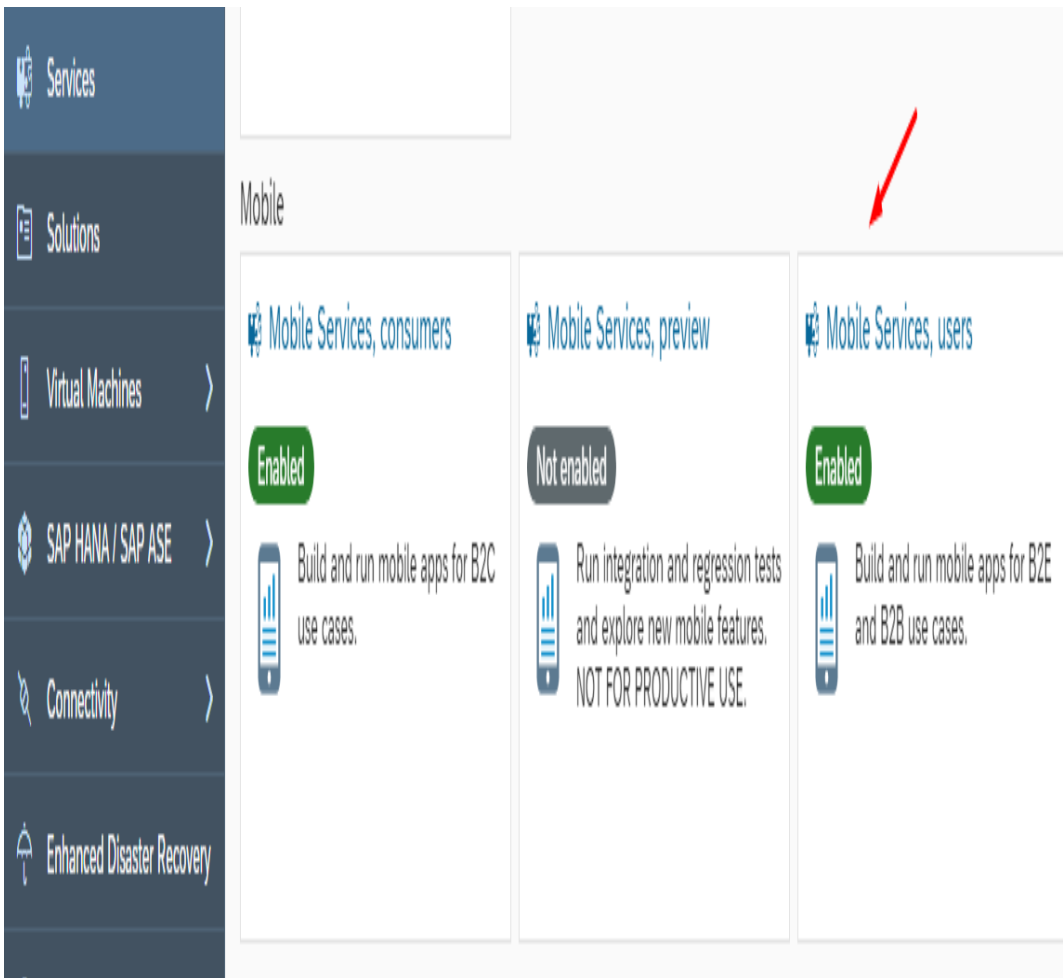 Services
Solutions
Virtual Machines
SAP HANA / SAP ASE
Connectivity
Enhanced Disaster Recovery
Mobile
Mobile Services, consumers
Enabled
Build and run mobile apps for B2C
use cases.
Mobile Services, preview
Not enabled
Run integration and regression tests
and explore new mobile features.
NOT FOR PRODUCTIVE USE.
Mobile Services, users
Enabled
Build and run mobile apps for B2E
and B2B use cases.